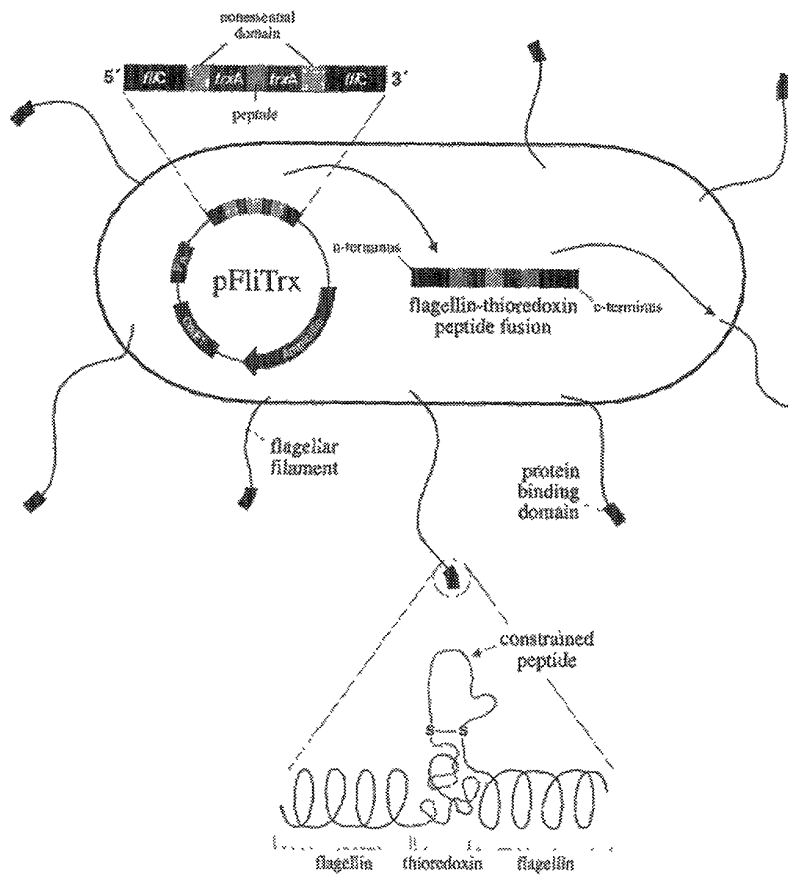 nonessential
domain
5´ fliC trxA trxA fliC 3´
peptide
n-terminus
pFliTrx
flagellin-thioredoxin
peptide fusion
c-terminus
flagellar
filament
protein
binding
domain
constrained
peptide
S S
flagellin thioredoxin flagellin